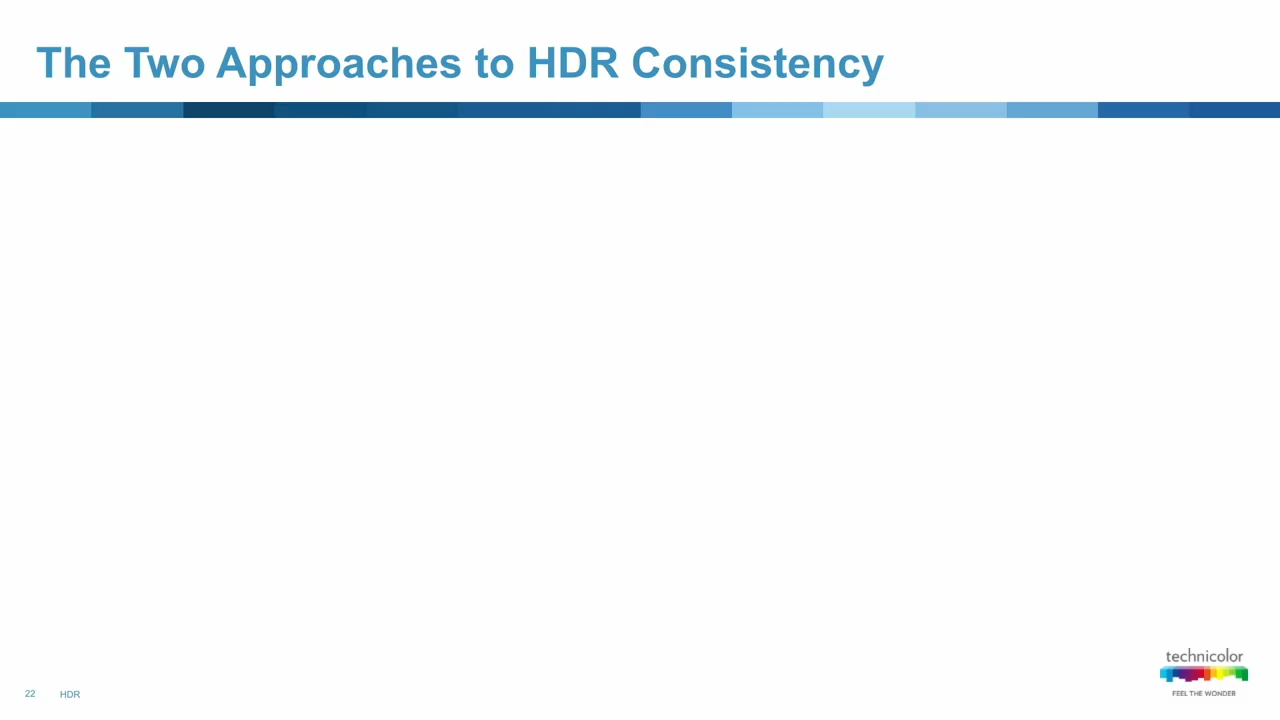 The Two Approaches to HDR Consistency
technicolor
FEEL THE WONDER
22 HDR